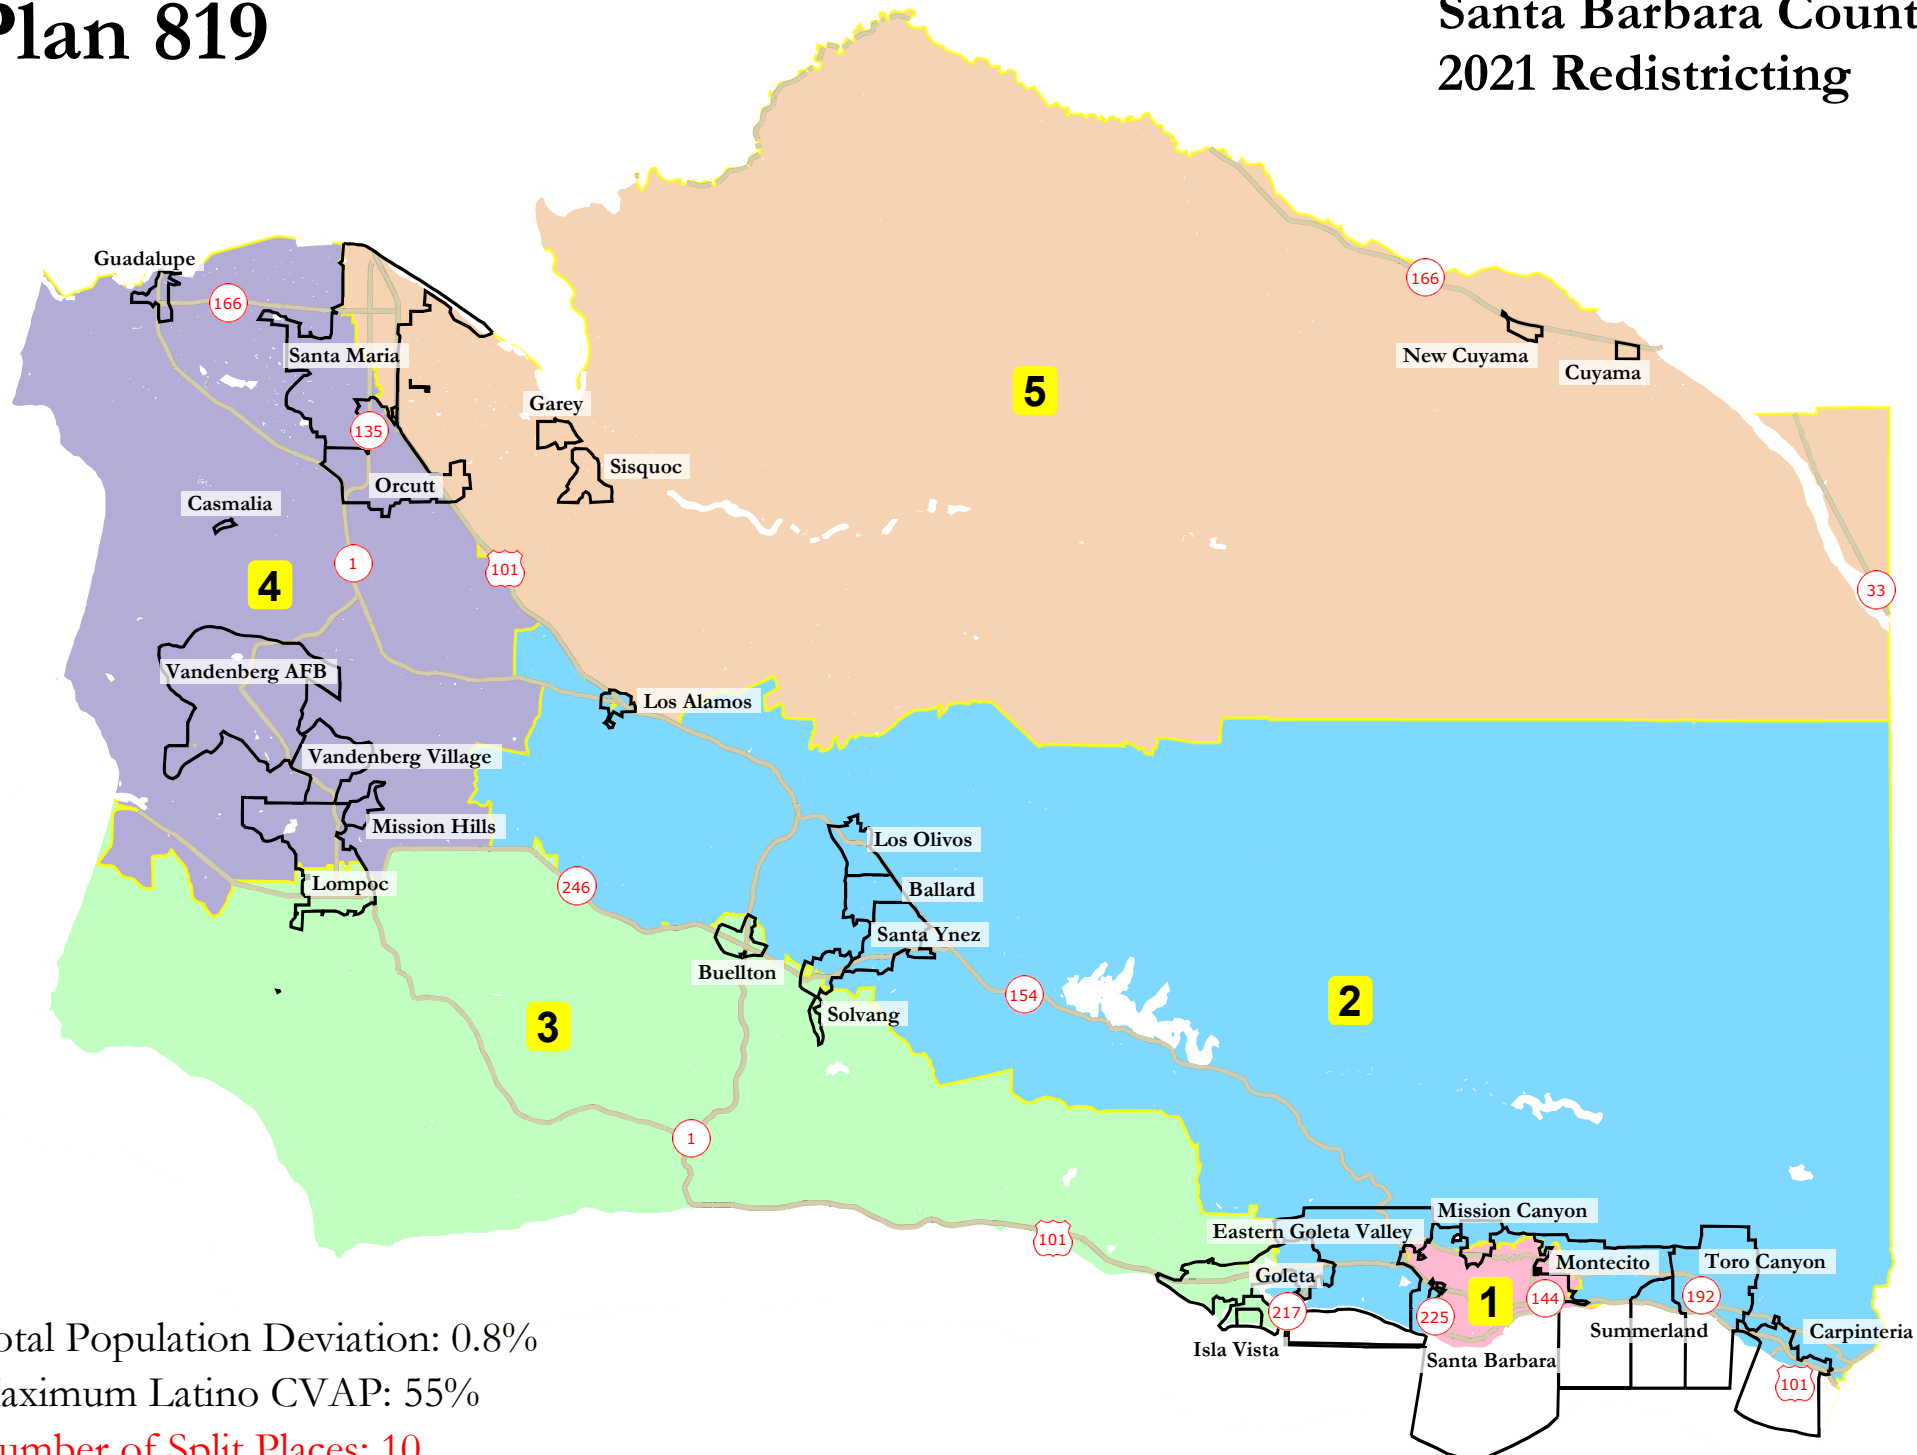 Plan 819
Santa Barbara Count
2021 Redistricting
Guadalupe
166
Santa Maria
135
Orcutt
Casmalia
4
1
101
Garey
Sisquoc
5
166
New Cuyama
Cuyama
33
Vandenberg AFB
Vandenberg Village
Mission Hills
Lompoc
Los Alamos
246
Los Olivos
Ballard
Santa Ynez
Buellton
Solvang
154
2
3
1
101
Mission Canyon
Eastern Goleta Valley
Montecito
Toro Canyon
Goleta
217
225
1
144
192
Summerland
Carpinteria
Isla Vista
Santa Barbara
101
otal Population Deviation: 0.8%
aximum Latino CVAP: 55%
umber of Split Places: 10